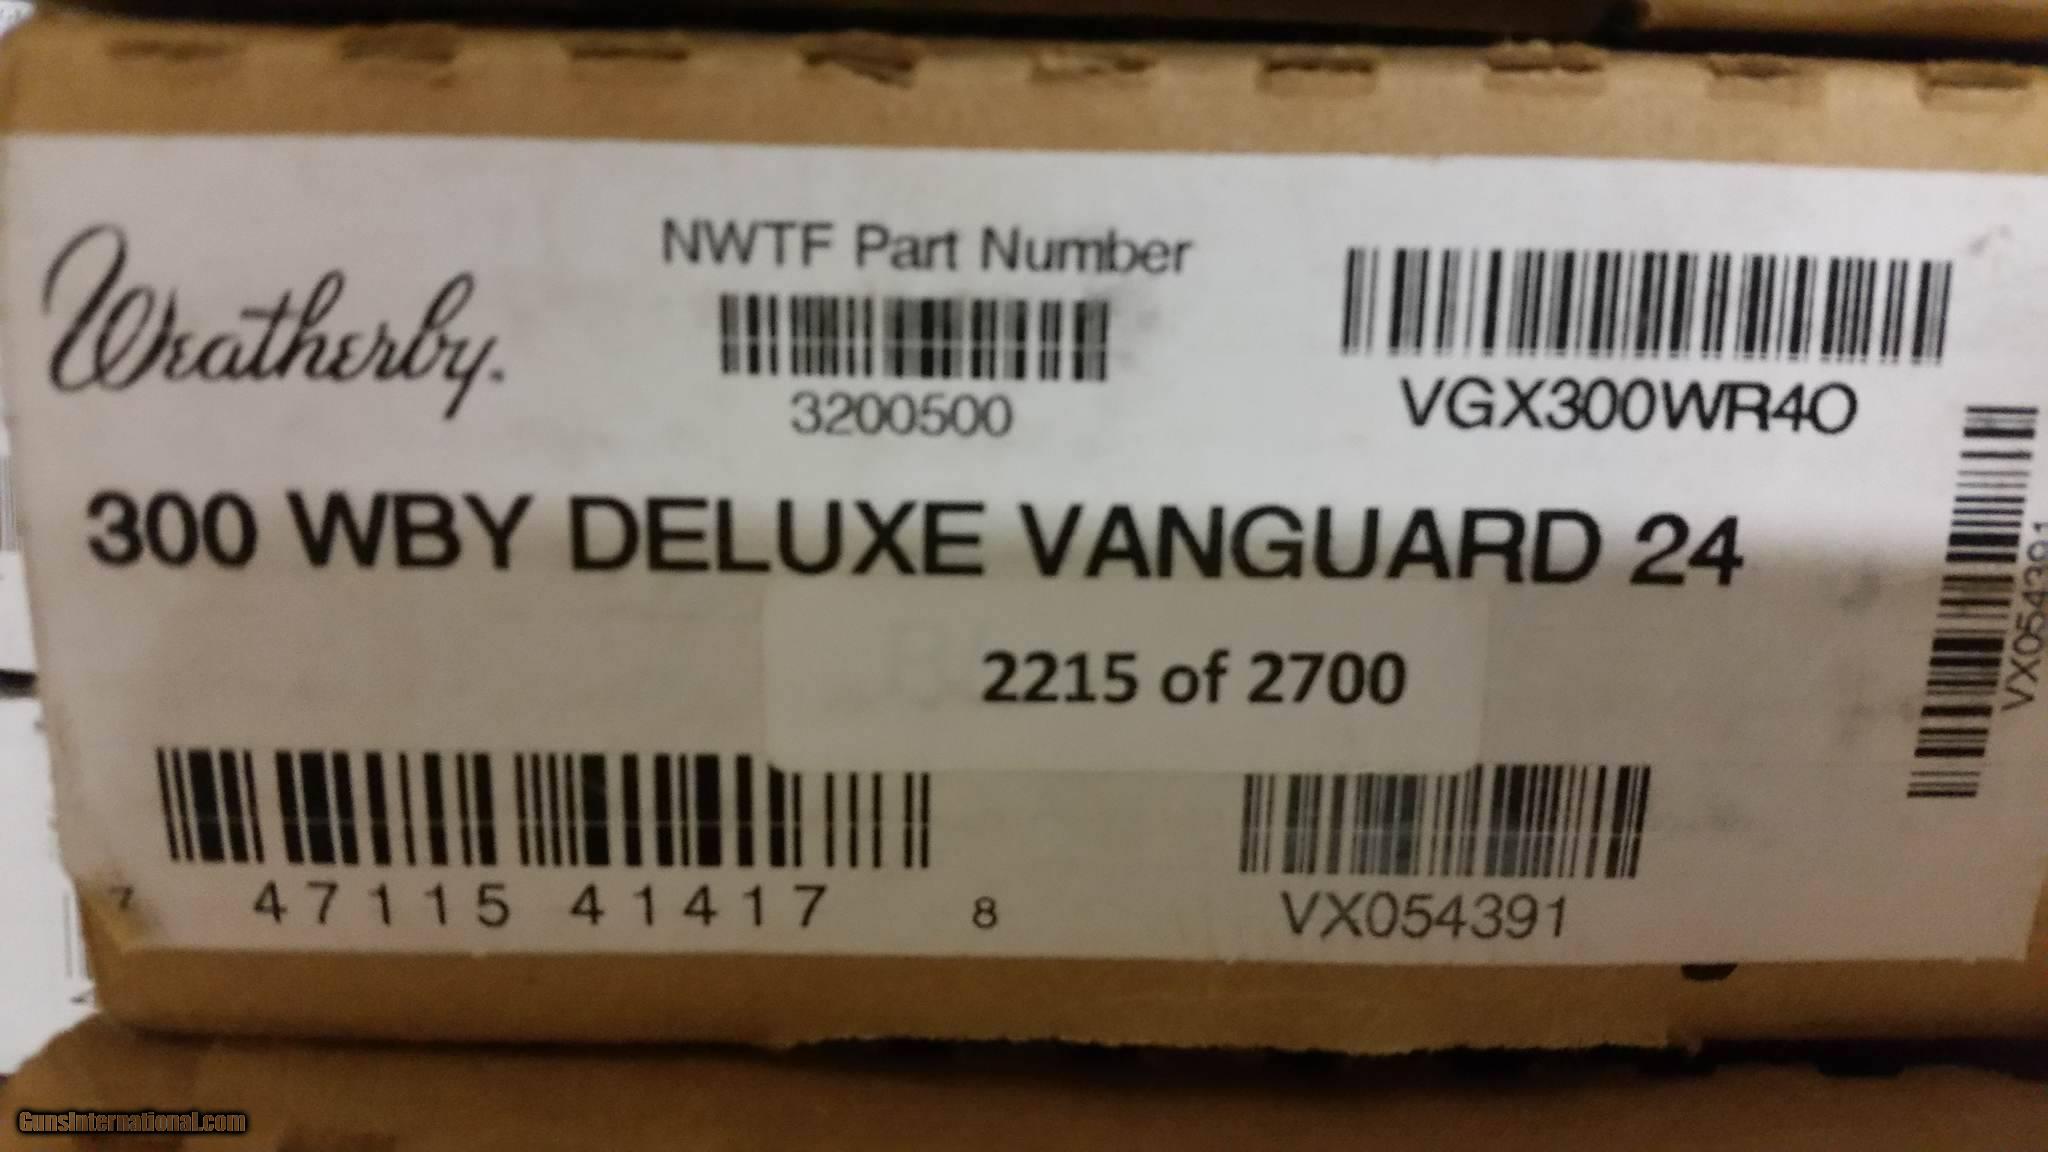 Weatherby.
NWTF Part Number
3200500
VGX300WR4O
300 WBY DELUXE VANGUARD 24
2215 of 2700
7 47115 41417 8
VX054391
VX054391
GunsInternational.com